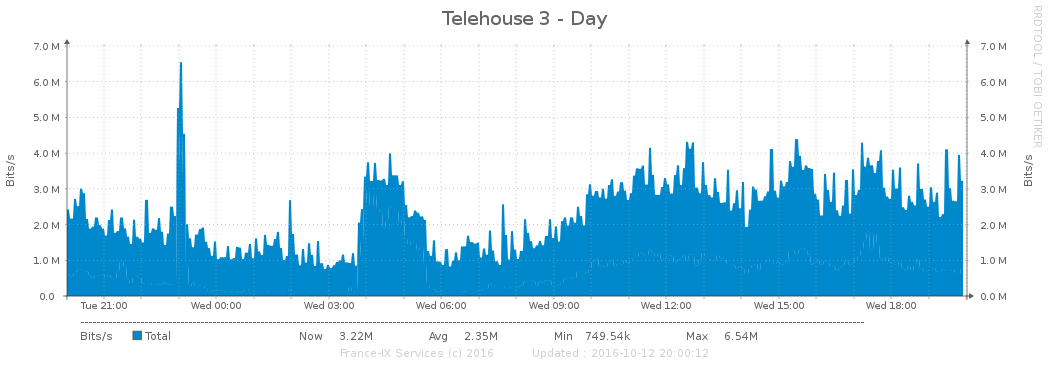 Telehouse 3 - Day
RRDTOOL / TOBI OETIKER
Bits/s
Bits/s
7.0 M 7.0 M
6.0 M 6.0 M
5.0 M 5.0 M
4.0 M 4.0 M
3.0 M 3.0 M
2.0 M 2.0 M
1.0 M 1.0 M
0.0 0.0 M
Tue 21:00 Wed 00:00 Wed 03:00 Wed 06:00 Wed 09:00 Wed 12:00 Wed 15:00 Wed 18:00
Bits/s Total Now 3.22M Avg 2.35M Min 749.54k Max 6.54M
France-IX Services (c) 2016 Updated : 2016-10-12 20:00:12